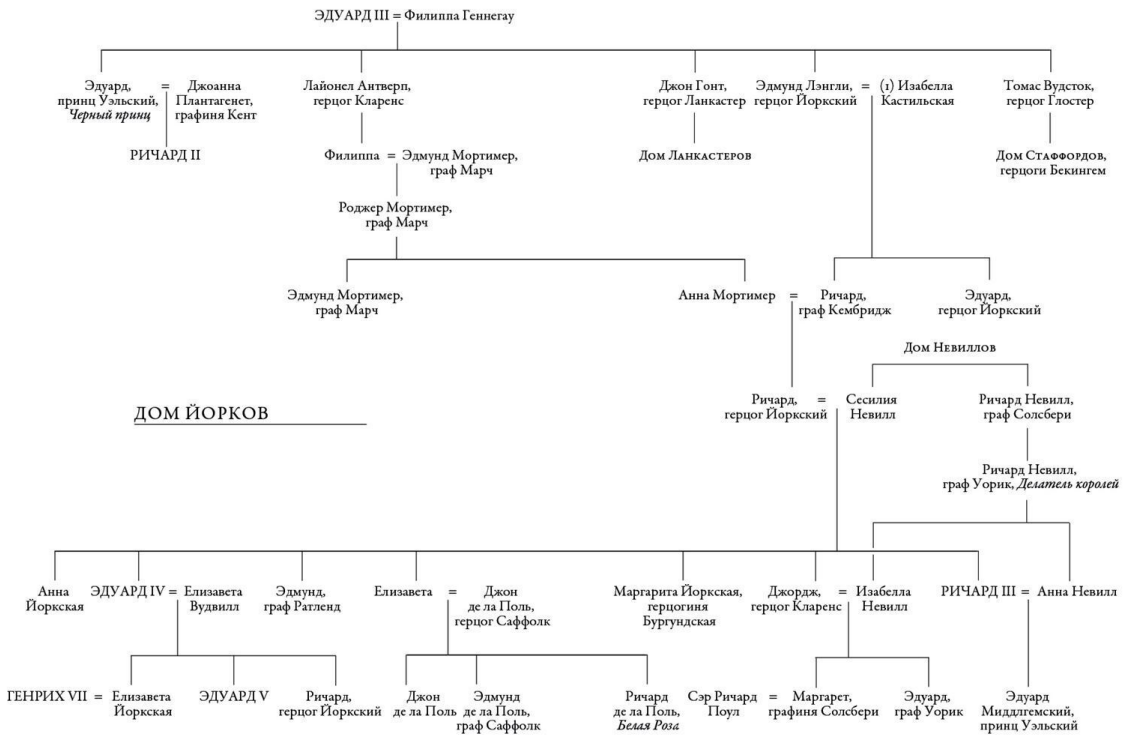 ЭДУАРД III = Филиппа Геннегау
Эдуард, = Джоанна
принц Уэльский, Плантагенет,
Черный принц графиня Кент
Лайонел Антверп,
герцог Кларенс
Джон Гонт,
герцог Ланкастер
Эдмунд Лэнгли, = (1) Изабелла
герцог Йоркский Кастильская
Томас Вудсток,
герцог Глостер
РИЧАРД II
Филиппа = Эдмунд Мортимер,
граф Марч
Дом Ланкастеров
Дом Стаффордов,
герцоги Бекингем
Роджер Мортимер,
граф Марч
Эдмунд Мортимер,
граф Марч
Анна Мортимер = Ричард,
граф Кембридж
Эдуард,
герцог Йоркский
Дом Невиллов
ДОМ ЙОРКОВ
Ричард, = Сесилия
герцог Йоркский Невилл
Ричард Невилл,
граф Солсбери
Ричард Невилл,
граф Уорик, Делатель королей
Анна
Йоркская
ЭДУАРД IV = Елизавета
Вудвилл
Эдмунд,
граф Ратленд
Елизавета = Джон
де ла Поль,
герцог Саффолк
Маргарита Йоркская,
герцогиня
Бургундская
Джордж, = Изабелла
герцог Кларенс Невилл
РИЧАРД III = Анна Невилл
ГЕНРИХ VII = Елизавета
Йоркская
ЭДУАРД V
Ричард,
герцог Йоркский
Джон
де ла Поль
Эдмунд
де ла Поль,
граф Саффолк
Ричард
де ла Поль,
Белая Роза
Сэр Ричард = Маргарет,
Поул графиня Солсбери
Эдуард,
граф Уорик
Эдуард
Миддлгемский,
принц Уэльский